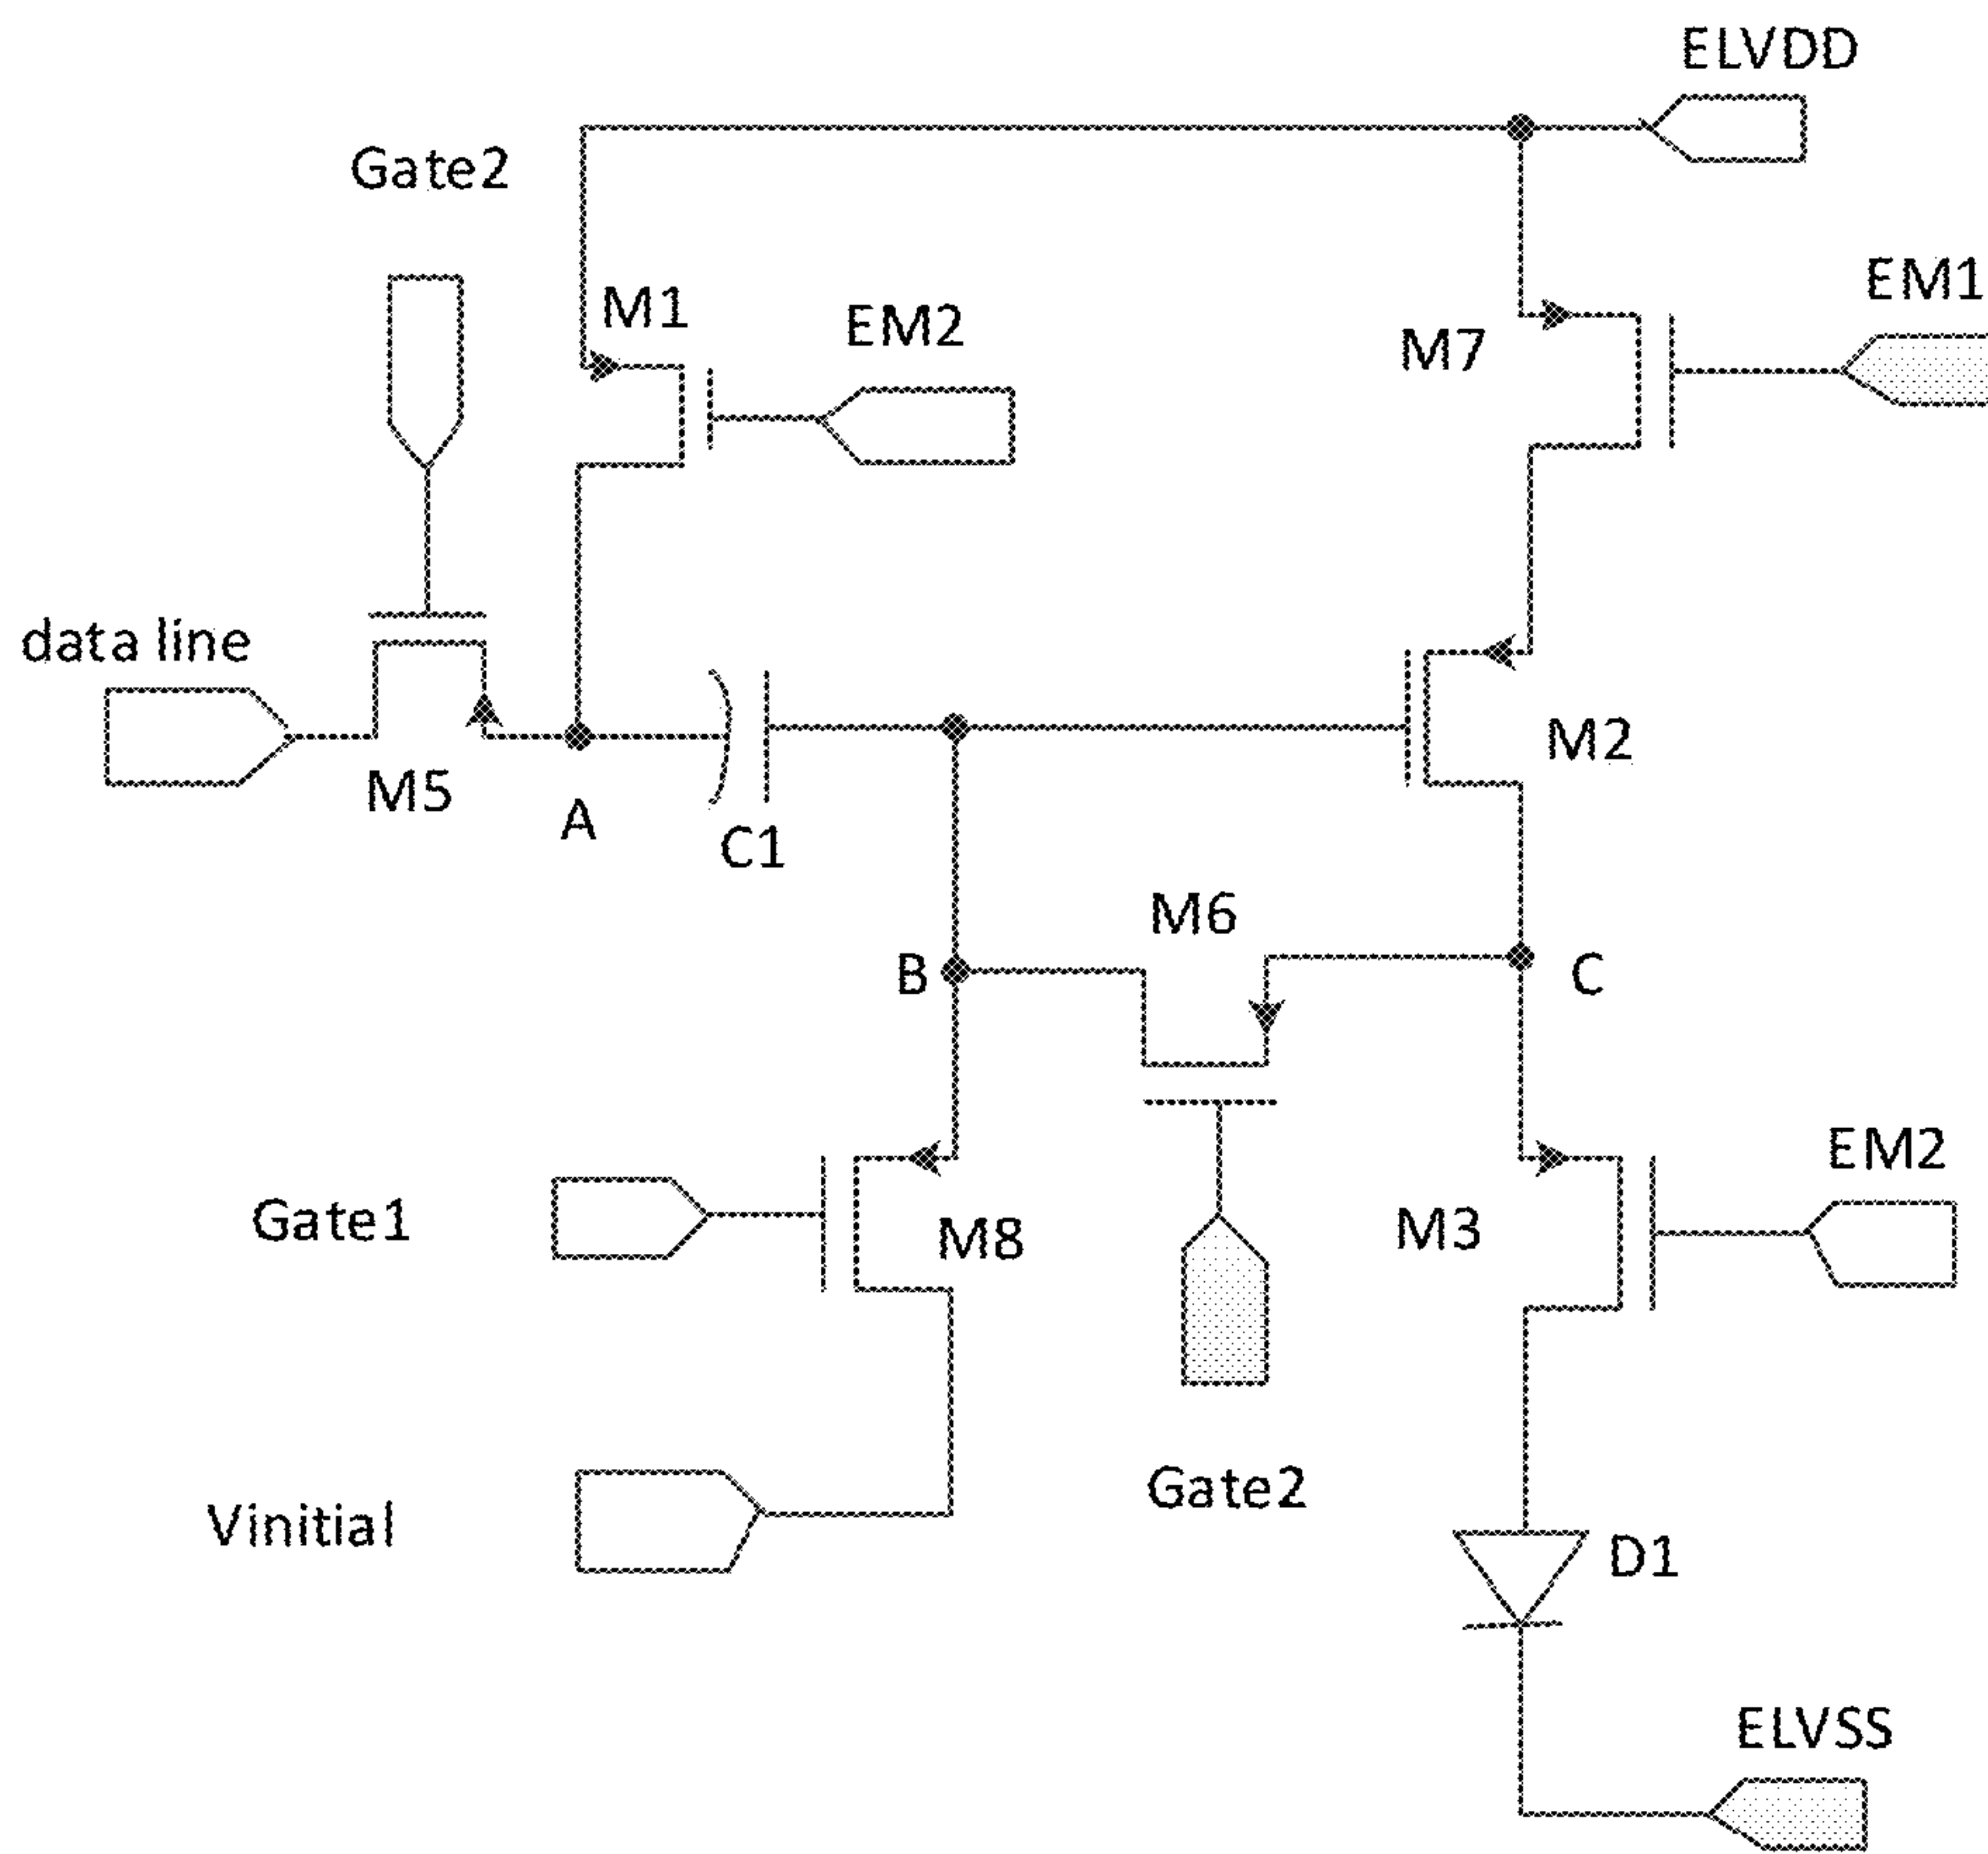 ELVDD
Gate2
EM1
M1
EM2
M7
data line
M5
A
C1
M2
M6
B
C
Gate1
M8
M3
EM2
Vinitial
Gate2
D1
ELVSS